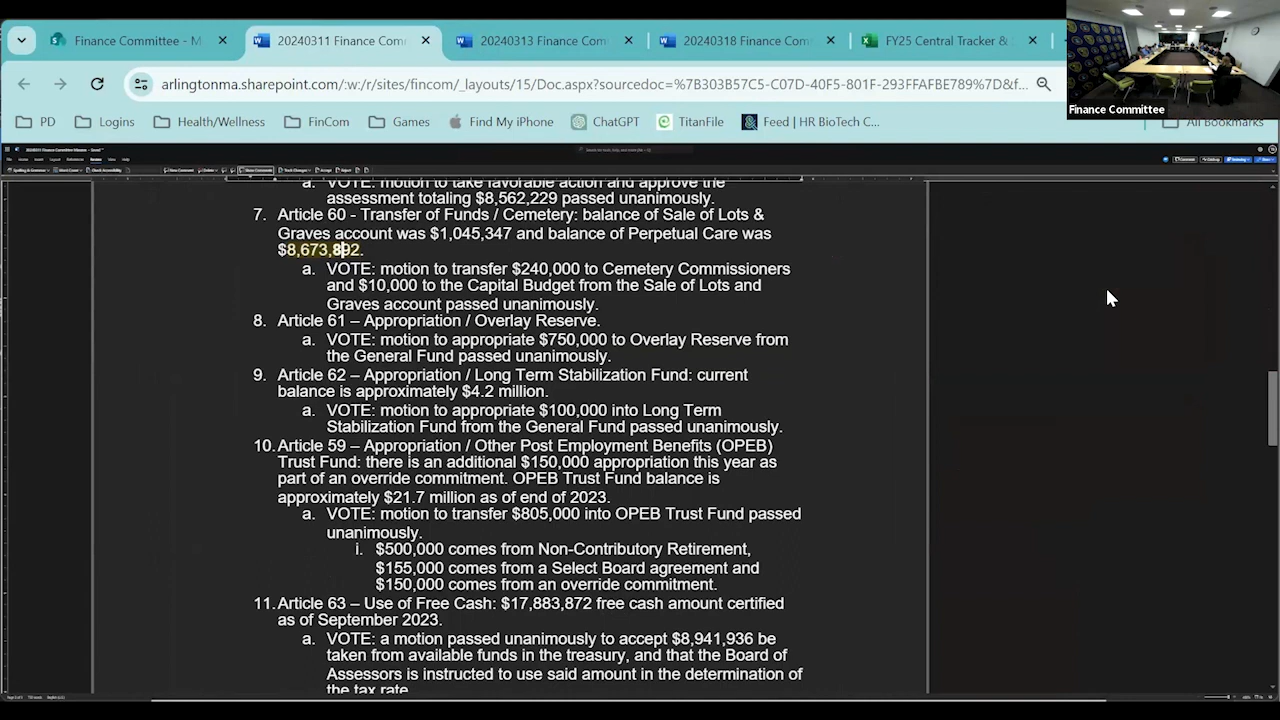 Finance Committee - M
20240311 Finance Com
20240313 Finance Com
20240318 Finance Com
FY25 Central Tracker &
arlingtonma.sharepoint.com/:w:/r/sites/fincom/_layouts/15/Doc.aspx?sourcedoc=%7B303B57C5-C07D-40F5-801F-293FFAFBE789%7D&f...
Finance Committee
PD
Logins
Health/Wellness
FinCom
Games
Find My iPhone
ChatGPT
TitanFile
Feed | HR BioTech C...
All Bookmarks
a. VOTE: motion to take favorable action and approve the
assessment totaling $8,562,229 passed unanimously.
7. Article 60 - Transfer of Funds / Cemetery: balance of Sale of Lots &
Graves account was $1,045,347 and balance of Perpetual Care was
$8,673,892.
a. VOTE: motion to transfer $240,000 to Cemetery Commissioners
and $10,000 to the Capital Budget from the Sale of Lots and
Graves account passed unanimously.
8. Article 61 – Appropriation / Overlay Reserve.
a. VOTE: motion to appropriate $750,000 to Overlay Reserve from
the General Fund passed unanimously.
9. Article 62 – Appropriation / Long Term Stabilization Fund: current
balance is approximately $4.2 million.
a. VOTE: motion to appropriate $100,000 into Long Term
Stabilization Fund from the General Fund passed unanimously.
10. Article 59 – Appropriation / Other Post Employment Benefits (OPEB)
Trust Fund: there is an additional $150,000 appropriation this year as
part of an override commitment. OPEB Trust Fund balance is
approximately $21.7 million as of end of 2023.
a. VOTE: motion to transfer $805,000 into OPEB Trust Fund passed
unanimously.
i. $500,000 comes from Non-Contributory Retirement,
$155,000 comes from a Select Board agreement and
$150,000 comes from an override commitment.
11. Article 63 – Use of Free Cash: $17,883,872 free cash amount certified
as of September 2023.
a. VOTE: a motion passed unanimously to accept $8,941,936 be
taken from available funds in the treasury, and that the Board of
Assessors is instructed to use said amount in the determination of
the tax rate